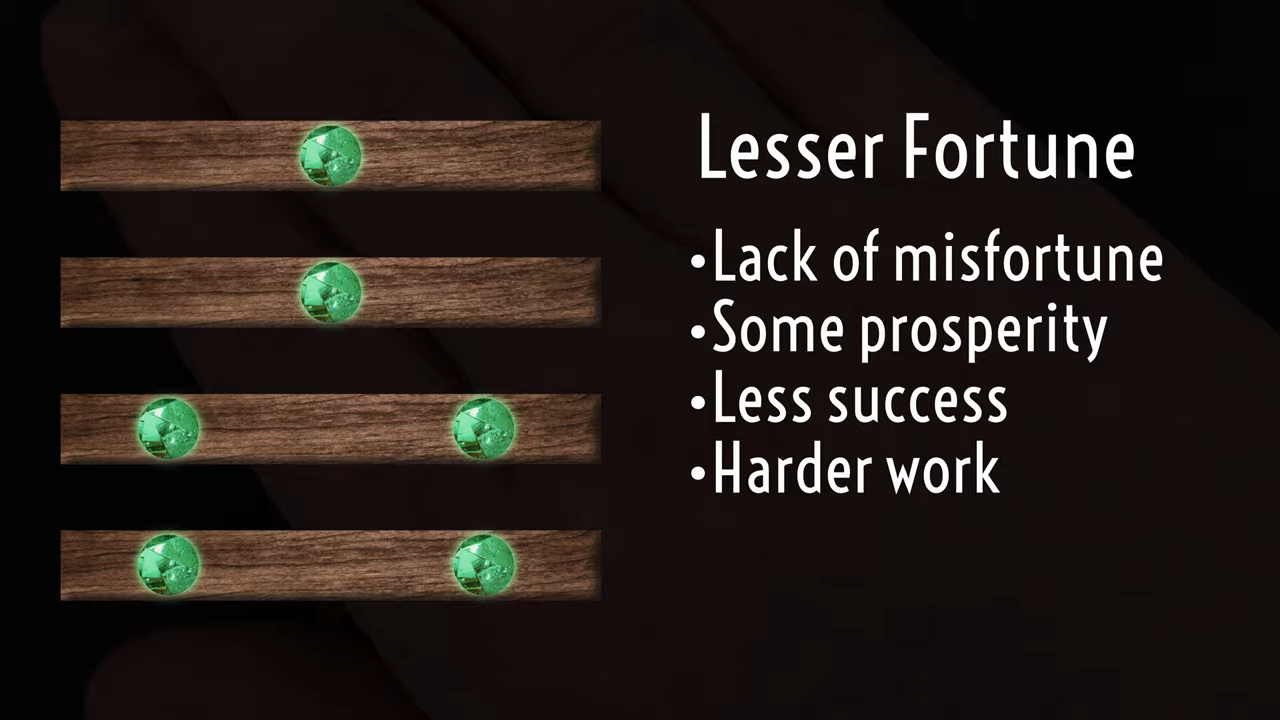 Lesser Fortune
•Lack of misfortune
•Some prosperity
•Less success
•Harder work